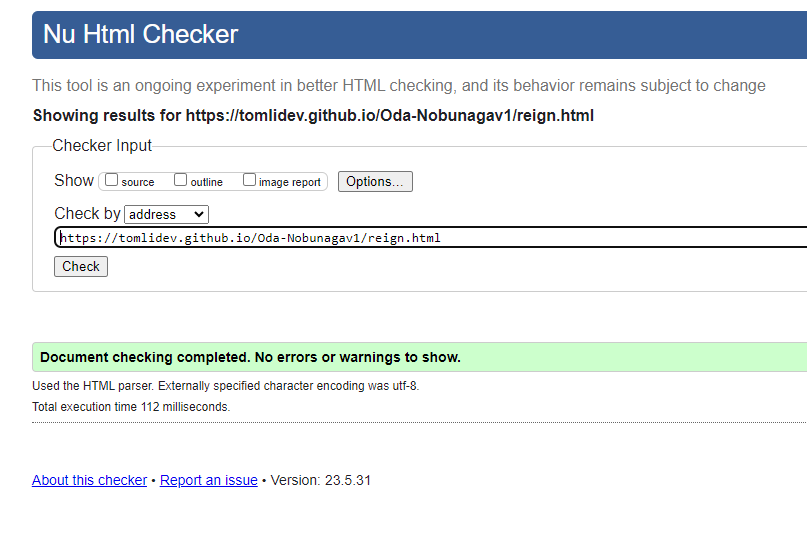 Nu Html Checker
This tool is an ongoing experiment in better HTML checking, and its behavior remains subject to change
Showing results for https://tomlidev.github.io/Oda-Nobunagav1/reign.html
Checker Input
Show source outline image report Options...
Check by address
https://tomlidev.github.io/Oda-Nobunagav1/reign.html
Check
Document checking completed. No errors or warnings to show.
Used the HTML parser. Externally specified character encoding was utf-8.
Total execution time 112 milliseconds.
About this checker • Report an issue • Version: 23.5.31